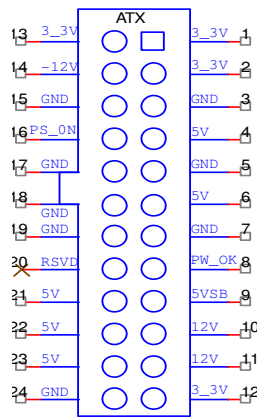 ATX
13 3_3V 3_3V 1
14 -12V 3_3V 2
15 GND GND 3
16 PS_0N 5V 4
17 GND GND 5
18 GND 5V 6
19 GND GND 7
20 RSVD PW_OK 8
21 5V 5VSB 9
22 5V 12V 10
23 5V 12V 11
24 GND 3_3V 12